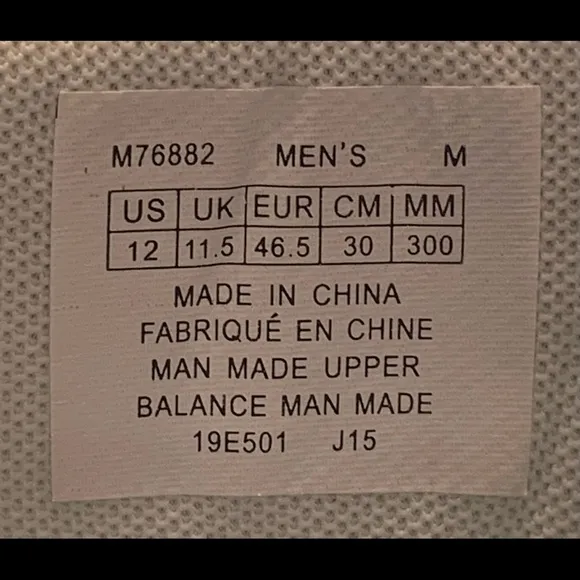 M76882 MEN'S M
US UK EUR CM MM
12 11.5 46.5 30 300
MADE IN CHINA
FABRIQUÉ EN CHINE
MAN MADE UPPER
BALANCE MAN MADE
19E501 J15